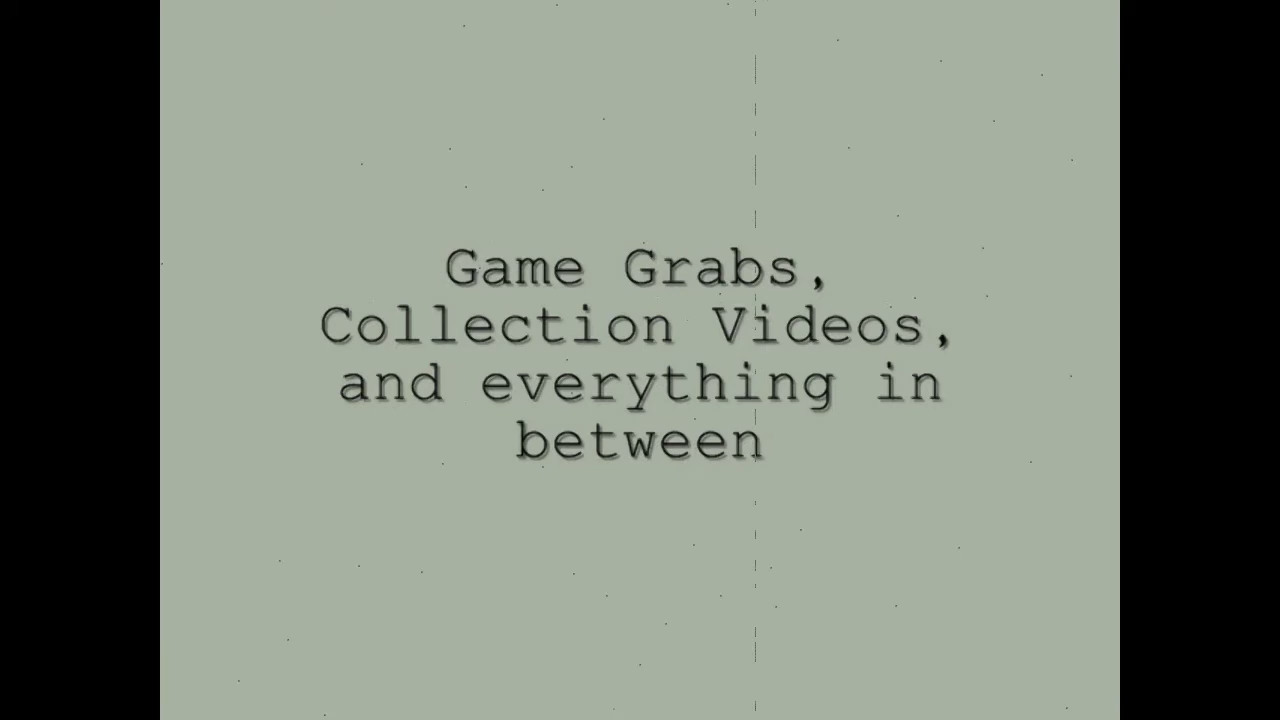 Game Grabs,
Collection Videos,
and everything in
between